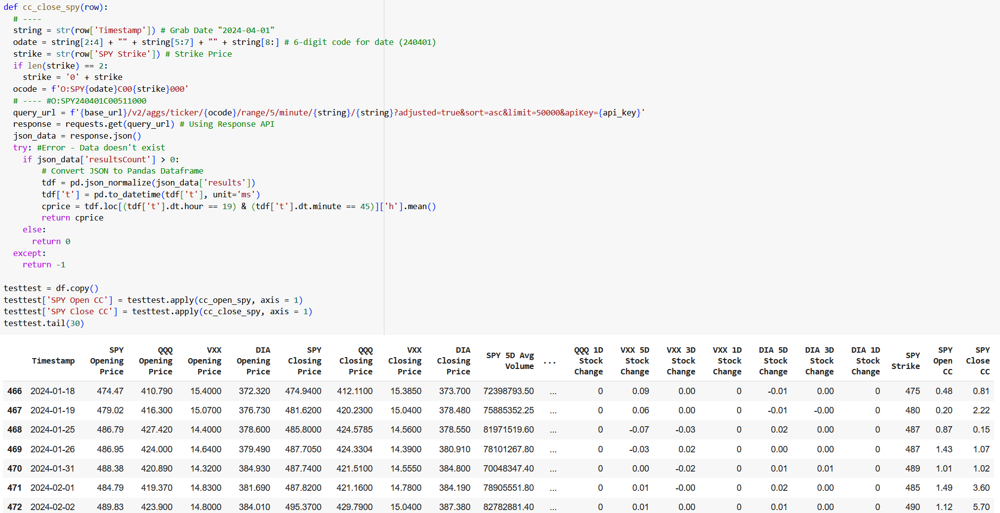 def cc_close_spy(row):
  # ----
  string = str(row['Timestamp']) # Grab Date "2024-04-01"
  odate = string[2:4] + "" + string[5:7] + "" + string[8:] # 6-digit code for date (240401)
  strike = str(row['SPY Strike']) # Strike Price
  if len(strike) == 2:
    strike = '0' + strike
  ocode = f'O:SPY{odate}C00{strike}000'
  # ---- #O:SPY240401C00511000
  query_url = f'{base_url}/v2/aggs/ticker/{ocode}/range/5/minute/{string}/{string}?adjusted=true&sort=asc&limit=50000&apiKey={api_key}'
  response = requests.get(query_url) # Using Response API
  json_data = response.json()
  try: #Error - Data doesn't exist
    if json_data['resultsCount'] > 0:
        # Convert JSON to Pandas Dataframe
        tdf = pd.json_normalize(json_data['results'])
        tdf['t'] = pd.to_datetime(tdf['t'], unit='ms')
        cprice = tdf.loc[(tdf['t'].dt.hour == 19) & (tdf['t'].dt.minute == 45)]['h'].mean()
        return cprice
    else:
      return 0
  except:
    return -1
testtest = df.copy()
testtest['SPY Open CC'] = testtest.apply(cc_open_spy, axis = 1)
testtest['SPY Close CC'] = testtest.apply(cc_close_spy, axis = 1)
testtest.tail(30)
Timestamp SPY Opening Price QQQ Opening Price VXX Opening Price DIA Opening Price SPY Closing Price QQQ Closing Price VXX Closing Price DIA Closing Price SPY 5D Avg Volume ... QQQ 1D Stock Change VXX 5D Stock Change VXX 3D Stock Change VXX 1D Stock Change DIA 5D Stock Change DIA 3D Stock Change DIA 1D Stock Change SPY Strike SPY Open CC SPY Close CC
466 2024-01-18 474.47 410.790 15.4000 372.320 474.9400 412.1100 15.3850 373.700 72398793.50 ... 0 0.09 0.00 0 -0.01 0.00 0 475 0.48 0.81
467 2024-01-19 479.02 416.300 15.0700 376.730 481.6200 420.2300 15.0400 378.480 75885352.25 ... 0 0.06 0.00 0 -0.01 -0.00 0 480 0.20 2.22
468 2024-01-25 486.79 427.420 14.4000 378.600 485.8000 424.5785 14.5600 378.550 81971519.60 ... 0 -0.07 -0.03 0 0.02 0.00 0 487 0.87 0.15
469 2024-01-26 486.95 424.000 14.6400 379.490 487.7050 424.3304 14.3900 380.910 78101267.80 ... 0 -0.03 0.02 0 0.00 0.00 0 487 1.43 1.07
470 2024-01-31 488.38 420.890 14.3200 384.930 487.7400 421.5100 14.5550 384.800 70048347.40 ... 0 0.00 -0.02 0 0.01 0.01 0 489 1.01 1.02
471 2024-02-01 484.79 419.370 14.8300 381.690 487.8200 421.1600 14.7800 384.190 78905551.80 ... 0 0.01 -0.00 0 0.02 0.00 0 485 1.49 3.60
472 2024-02-02 489.83 423.900 14.8000 384.010 495.3700 429.7900 15.0400 387.380 82782881.40 ... 0 0.01 0.00 0 0.01 0.00 0 490 1.12 5.70